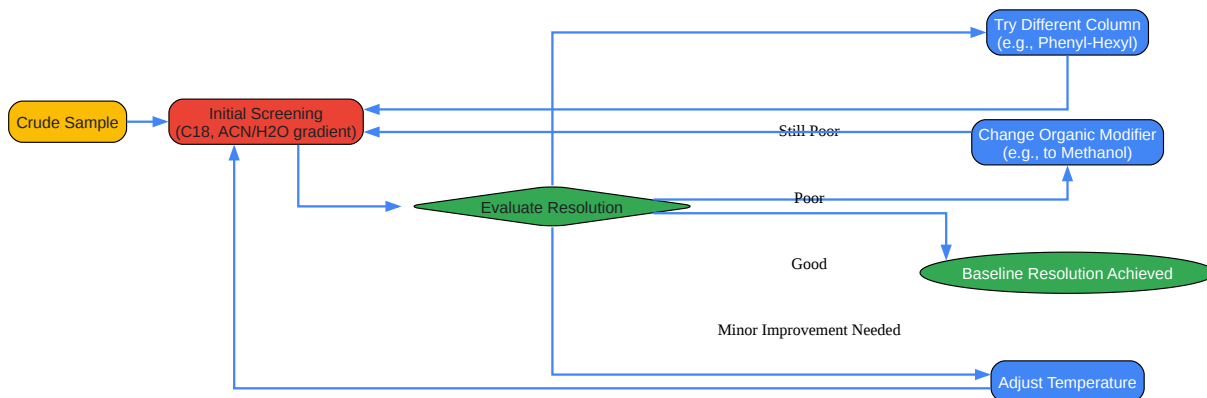 Try Different Column
(e.g., Phenyl-Hexyl)
Crude Sample
Initial Screening
(C18, ACN/H2O gradient)
Still Poor
Change Organic Modifier
(e.g., to Methanol)
Poor
Evaluate Resolution
Good
Baseline Resolution Achieved
Minor Improvement Needed
Adjust Temperature